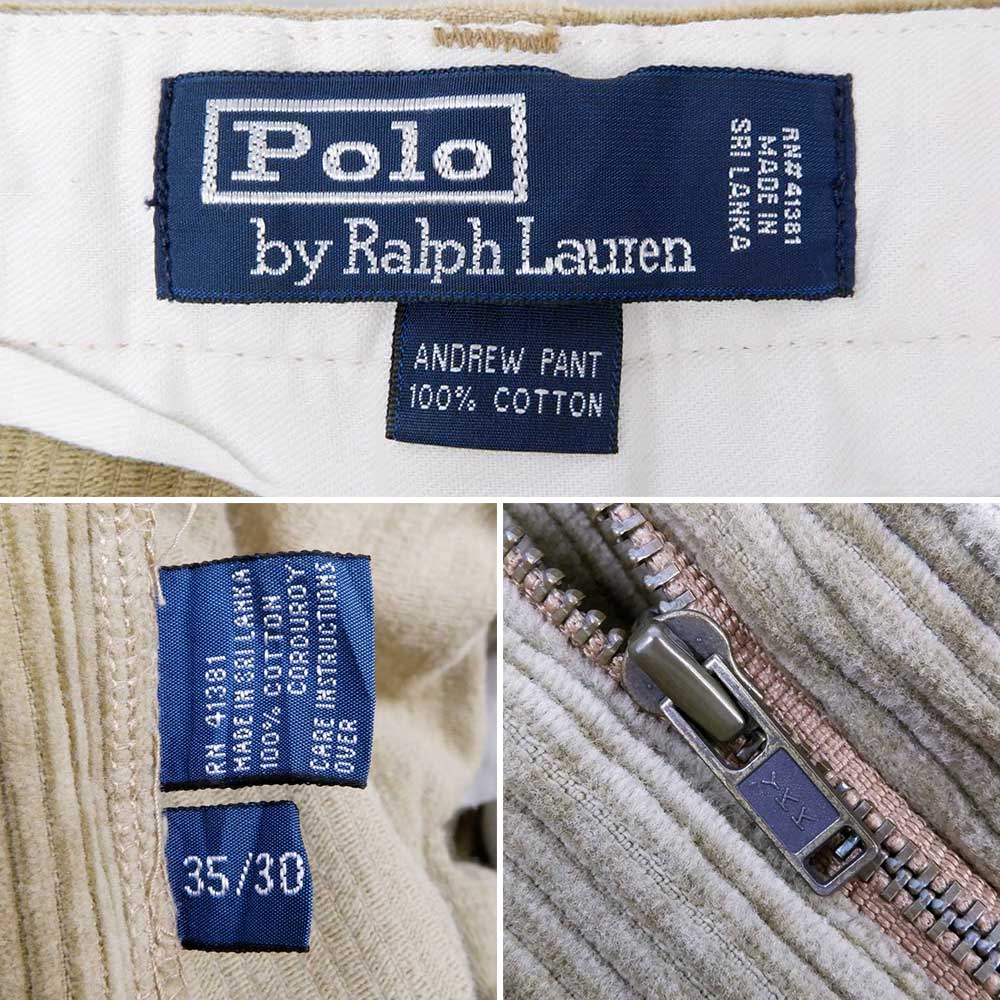 Polo
by Ralph Lauren
RN# 41381
MADE IN
SRI LANKA
ANDREW PANT
100% COTTON
RN 41381
MADE IN SRI LANKA
100% COTTON
CORDUROY
CARE INSTRUCTIONS
OVER
35/30
YKK